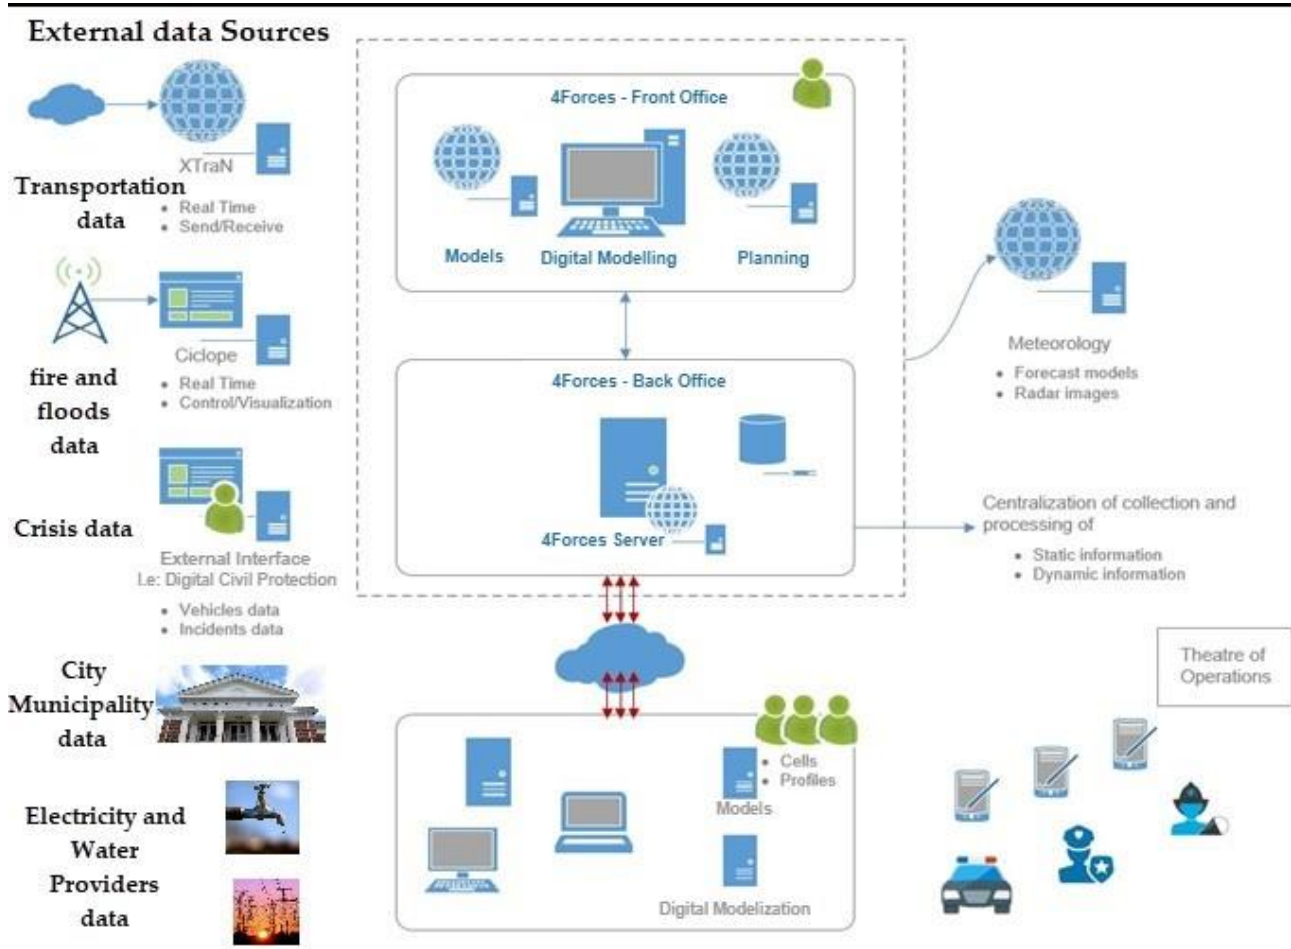 External data Sources
XTraN
Transportation
data
• Real Time
• Send/Receive
Ciclope
fire and
floods
data
• Real Time
• Control/Visualization
Crisis data
External Interface
I.e: Digital Civil Protection
• Vehicles data
• Incidents data
City
Municipality
data
Electricity and
Water
Providers
data
4Forces - Front Office
Models
Digital Modelling
Planning
4Forces - Back Office
4Forces Server
• Cells
• Profiles
Models
Digital Modelization
Meteorology
• Forecast models
• Radar images
Centralization of collection and
processing of
• Static information
• Dynamic information
Theatre of
Operations